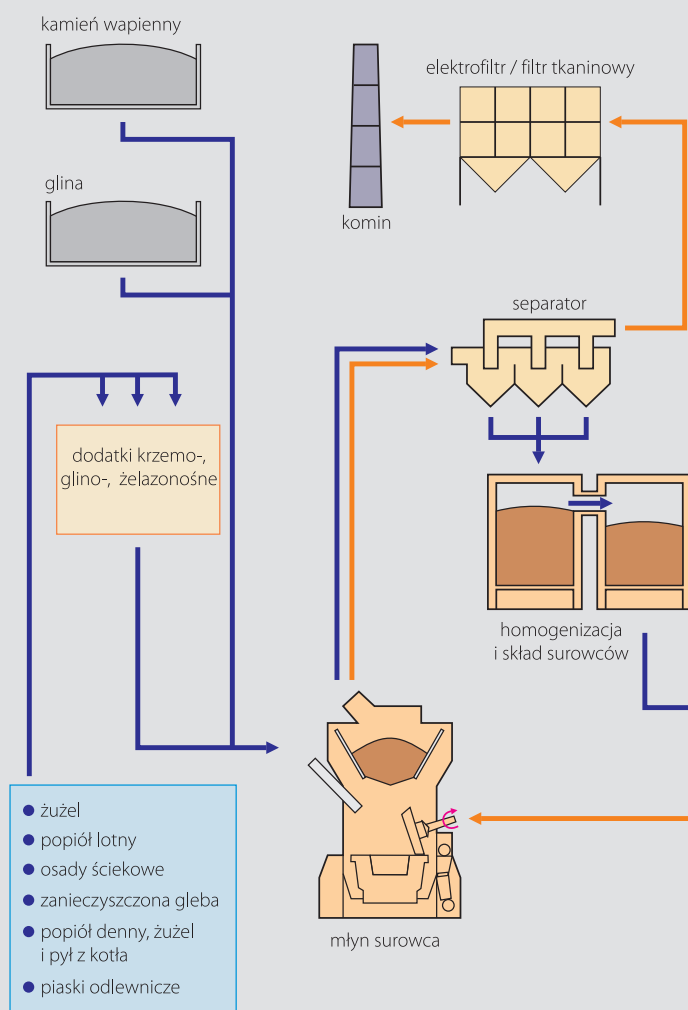 kamień wapienny
elektrofiltr / filtr tkaninowy
glina
komin
separator
dodatki krzemo-,
glino-, żelazonośne
homogenizacja
i skład surowców
młyn surowca
żużel
popiół lotny
osady ściekowe
zanieczyszczona gleba
popiół denny, żużel
i pył z kotła
piaski odlewnicze